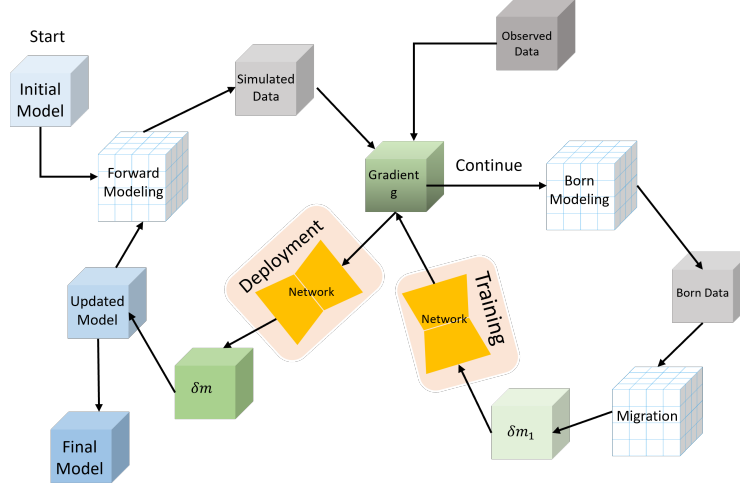 Start
Initial
Model
Forward
Modeling
Simulated
Data
Observed
Data
Gradient
g
Continue
Born
Modeling
Born Data
Migration
δm₁
Training
Network
Deployment
Network
δm
Updated
Model
Final
Model